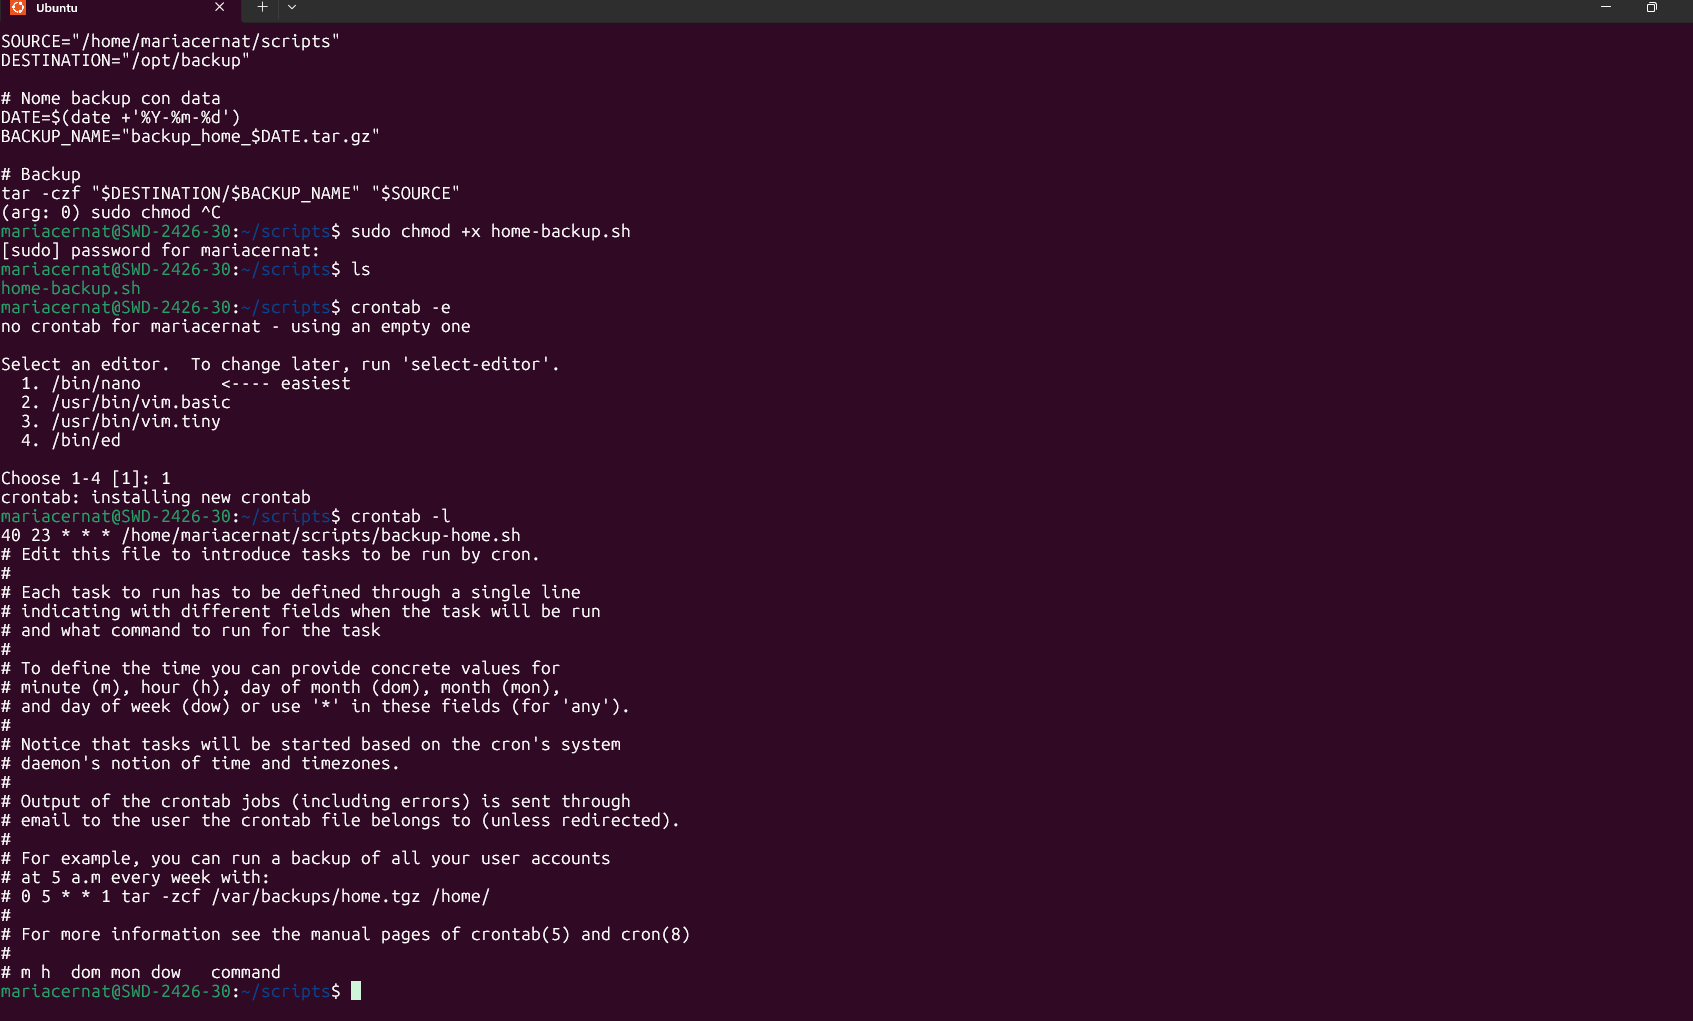 Ubuntu
SOURCE="/home/mariacernat/scripts"
DESTINATION="/opt/backup"
# Nome backup con data
DATE=$(date +'%Y-%m-%d')
BACKUP_NAME="backup_home_$DATE.tar.gz"
# Backup
tar -czf "$DESTINATION/$BACKUP_NAME" "$SOURCE"
(arg: 0) sudo chmod ^C
mariacernat@SWD-2426-30:~/scripts$ sudo chmod +x home-backup.sh
[sudo] password for mariacernat:
mariacernat@SWD-2426-30:~/scripts$ ls
home-backup.sh
mariacernat@SWD-2426-30:~/scripts$ crontab -e
no crontab for mariacernat - using an empty one
Select an editor.  To change later, run 'select-editor'.
  1. /bin/nano        <---- easiest
  2. /usr/bin/vim.basic
  3. /usr/bin/vim.tiny
  4. /bin/ed
Choose 1-4 [1]: 1
crontab: installing new crontab
mariacernat@SWD-2426-30:~/scripts$ crontab -l
40 23 * * * /home/mariacernat/scripts/backup-home.sh
# Edit this file to introduce tasks to be run by cron.
#
# Each task to run has to be defined through a single line
# indicating with different fields when the task will be run
# and what command to run for the task
#
# To define the time you can provide concrete values for
# minute (m), hour (h), day of month (dom), month (mon),
# and day of week (dow) or use '*' in these fields (for 'any').
#
# Notice that tasks will be started based on the cron's system
# daemon's notion of time and timezones.
#
# Output of the crontab jobs (including errors) is sent through
# email to the user the crontab file belongs to (unless redirected).
#
# For example, you can run a backup of all your user accounts
# at 5 a.m every week with:
# 0 5 * * 1 tar -zcf /var/backups/home.tgz /home/
#
# For more information see the manual pages of crontab(5) and cron(8)
#
# m h  dom mon dow   command
mariacernat@SWD-2426-30:~/scripts$